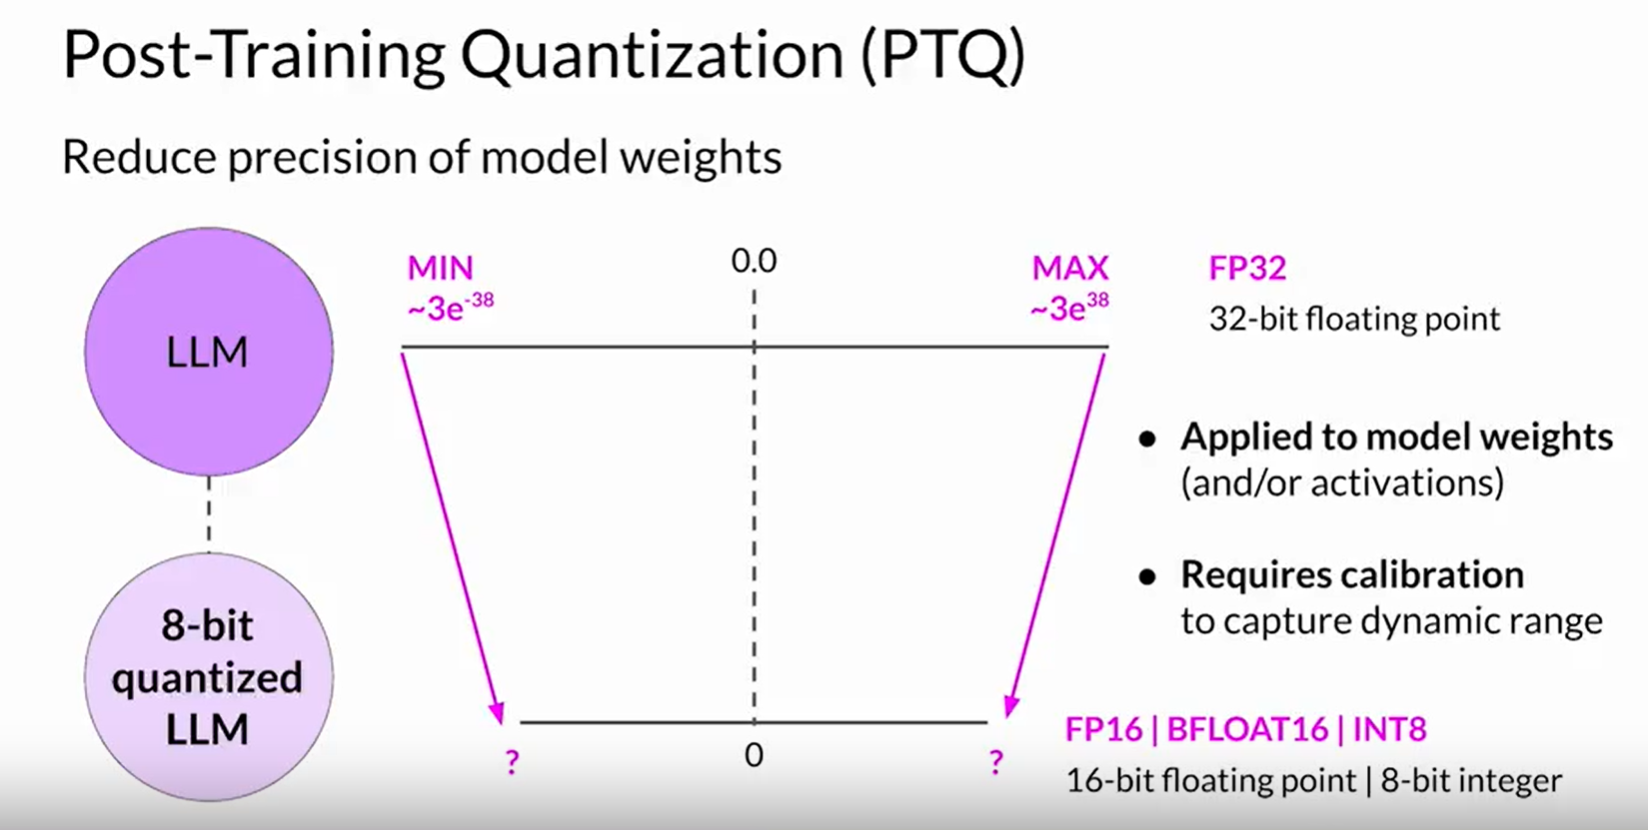 Post-Training Quantization (PTQ)
Reduce precision of model weights
LLM
8-bit
quantized
LLM
MIN
~3e-38
0.0
MAX
~3e38
FP32
32-bit floating point
● Applied to model weights
(and/or activations)
● Requires calibration
to capture dynamic range
?
0
?
FP16 | BFLOAT16 | INT8
16-bit floating point | 8-bit integer